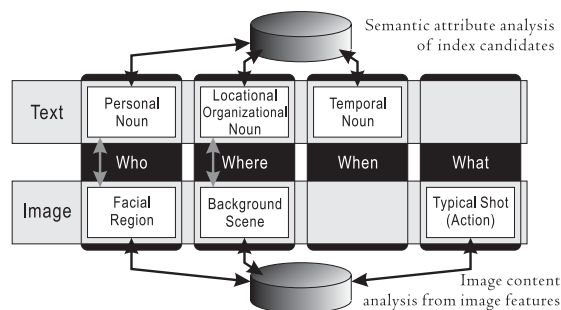 Semantic attribute analysis
of index candidates
Text
Personal
Noun
Locational
Organizational
Noun
Temporal
Noun
Who
Where
When
What
Image
Facial
Region
Background
Scene
Typical Shot
(Action)
Image content
analysis from image features